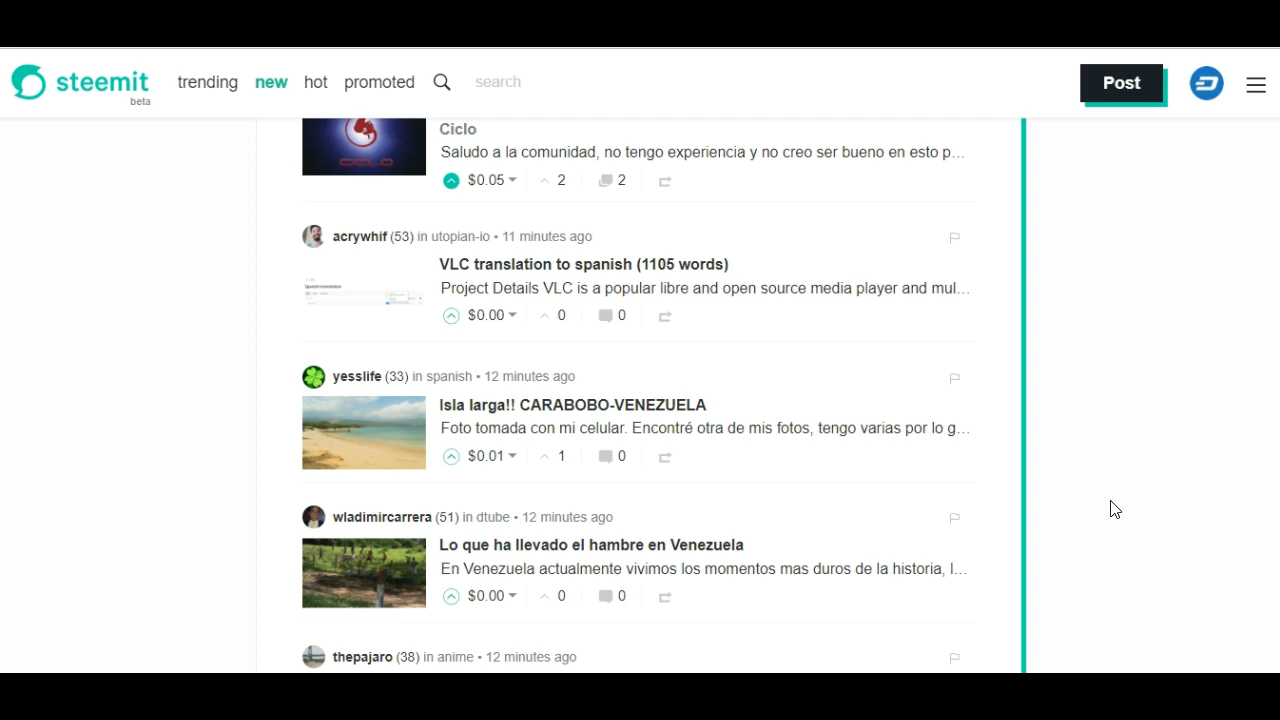 steemit
beta
trending new hot promoted search
Post
Ciclo
CICLO
Saludo a la comunidad, no tengo experiencia y no creo ser bueno en esto p...
$0.05 2 2
acrywhif (53) in utopian-io • 11 minutes ago
VLC translation to spanish (1105 words)
Project Details VLC is a popular libre and open source media player and mul...
$0.00 0 0
yesslife (33) in spanish • 12 minutes ago
Isla larga!! CARABOBO-VENEZUELA
Foto tomada con mi celular. Encontré otra de mis fotos, tengo varias por lo g...
$0.01 1 0
wladimircarrera (51) in dtube • 12 minutes ago
Lo que ha llevado el hambre en Venezuela
En Venezuela actualmente vivimos los momentos mas duros de la historia, l...
$0.00 0 0
thepajaro (38) in anime • 12 minutes ago